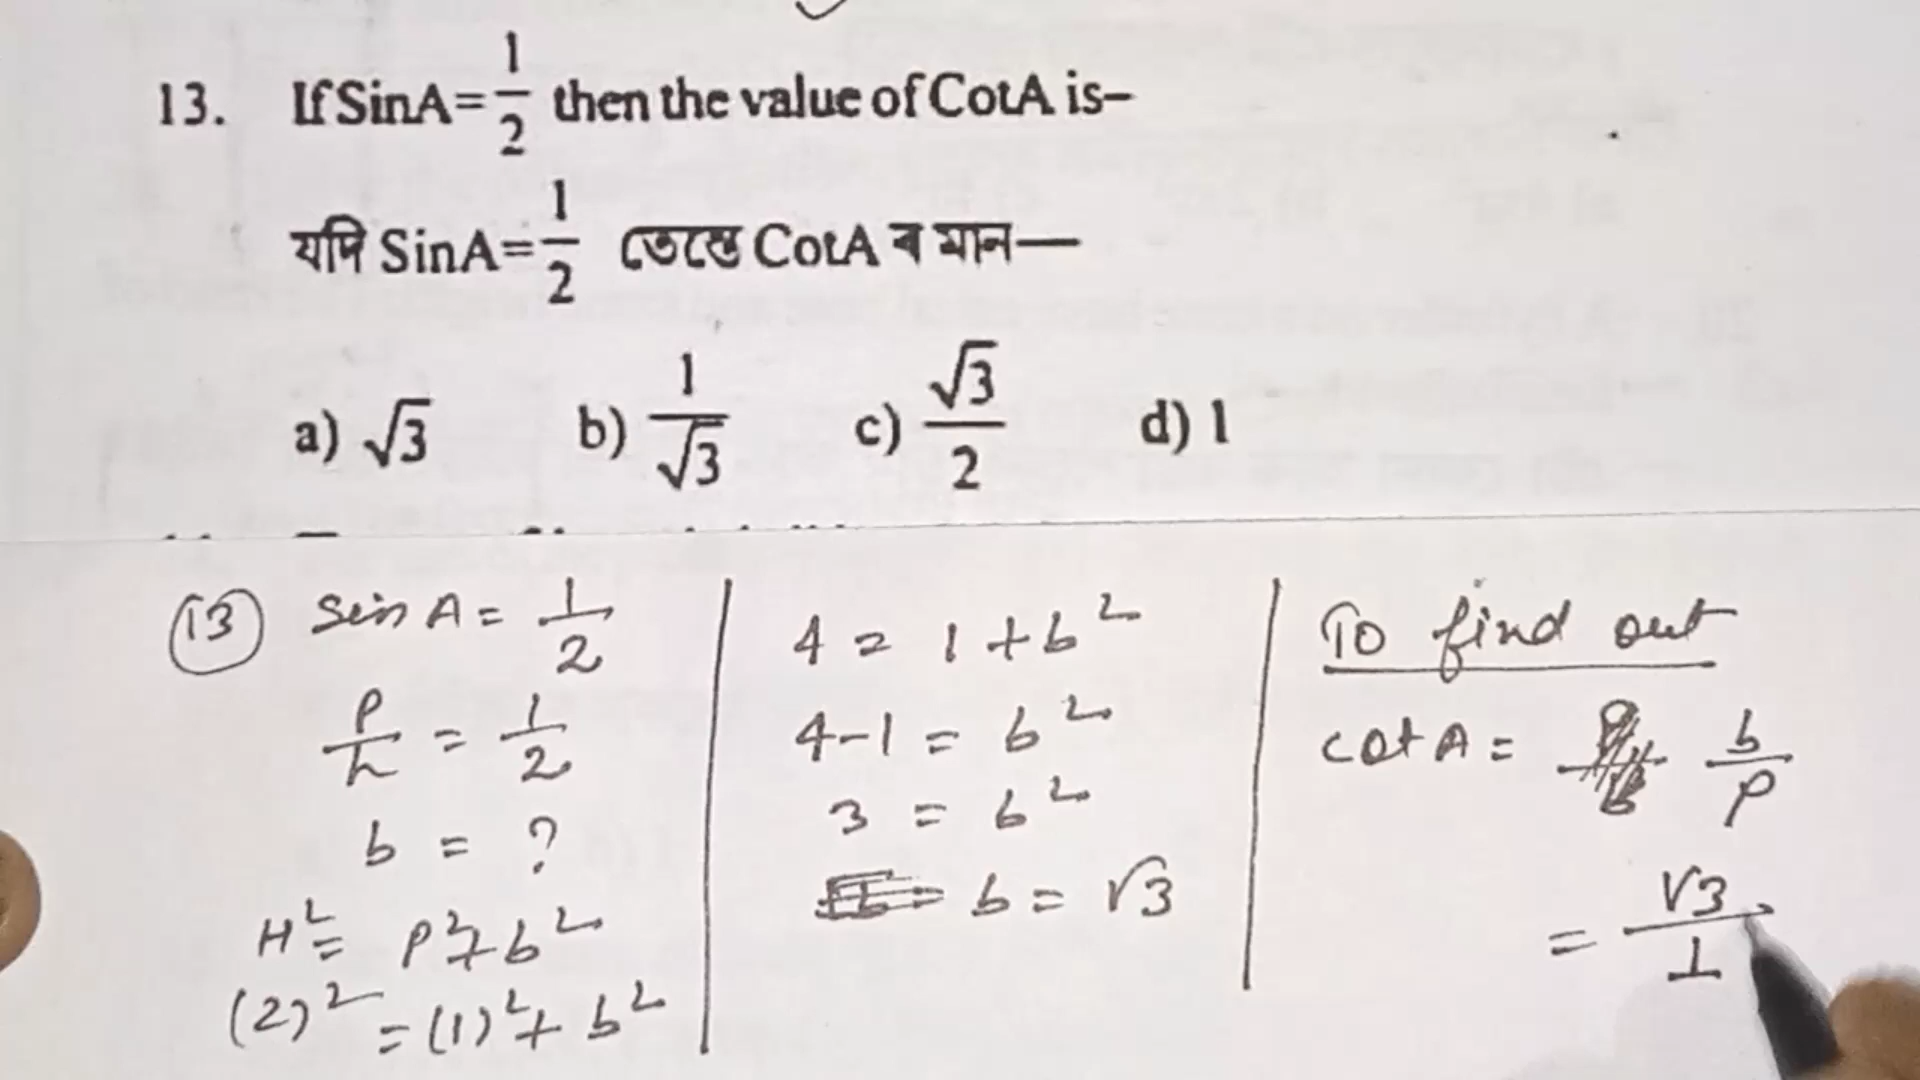 13. If SinA = 1/2 then the value of CotA is–
যদি SinA = 1/2 তেন্তে CotA ৰ মান—
a) √3 b) 1/√3 c) √3/2 d) 1
(13) sin A = 1/2
p/h = 1/2
b = ?
H² = p² + b²
(2)² = (1)² + b²
4 = 1 + b²
4-1 = b²
3 = b²
b = √3
To find out
cot A = b/p
= √3/1